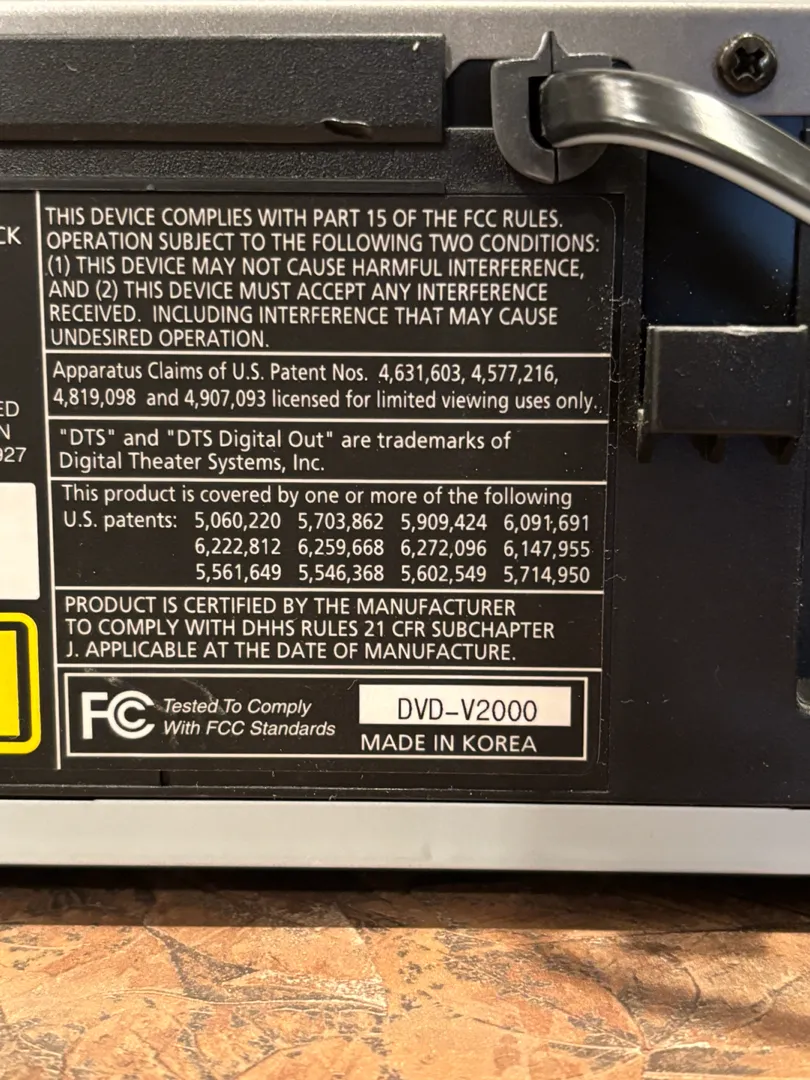 CK
ED
N
927
THIS DEVICE COMPLIES WITH PART 15 OF THE FCC RULES.
OPERATION SUBJECT TO THE FOLLOWING TWO CONDITIONS:
(1) THIS DEVICE MAY NOT CAUSE HARMFUL INTERFERENCE,
AND (2) THIS DEVICE MUST ACCEPT ANY INTERFERENCE
RECEIVED. INCLUDING INTERFERENCE THAT MAY CAUSE
UNDESIRED OPERATION.
Apparatus Claims of U.S. Patent Nos. 4,631,603, 4,577,216,
4,819,098 and 4,907,093 licensed for limited viewing uses only.
"DTS" and "DTS Digital Out" are trademarks of
Digital Theater Systems, Inc.
This product is covered by one or more of the following
U.S. patents: 5,060,220 5,703,862 5,909,424 6,091,691
6,222,812 6,259,668 6,272,096 6,147,955
5,561,649 5,546,368 5,602,549 5,714,950
PRODUCT IS CERTIFIED BY THE MANUFACTURER
TO COMPLY WITH DHHS RULES 21 CFR SUBCHAPTER
J. APPLICABLE AT THE DATE OF MANUFACTURE.
FC Tested To Comply
With FCC Standards
DVD-V2000
MADE IN KOREA